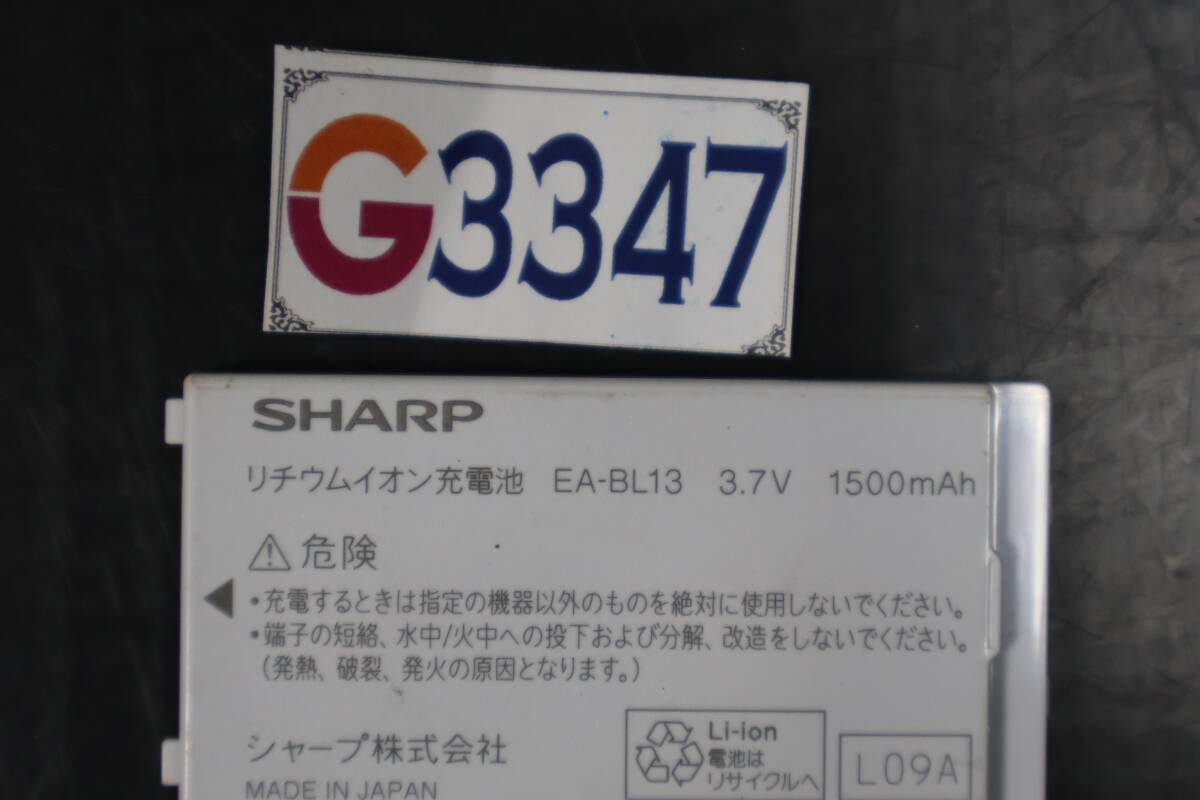 G3347
SHARP
リチウムイオン充電池 EA-BL13 3.7V 1500mAh
⚠危険
•充電するときは指定の機器以外のものを絶対に使用しないでください。
•端子の短絡、水中/火中への投下および分解、改造をしないでください。
(発熱、破裂、発火の原因となります。)
シャープ株式会社
MADE IN JAPAN
Li-ion
電池は
リサイクルへ
L09A